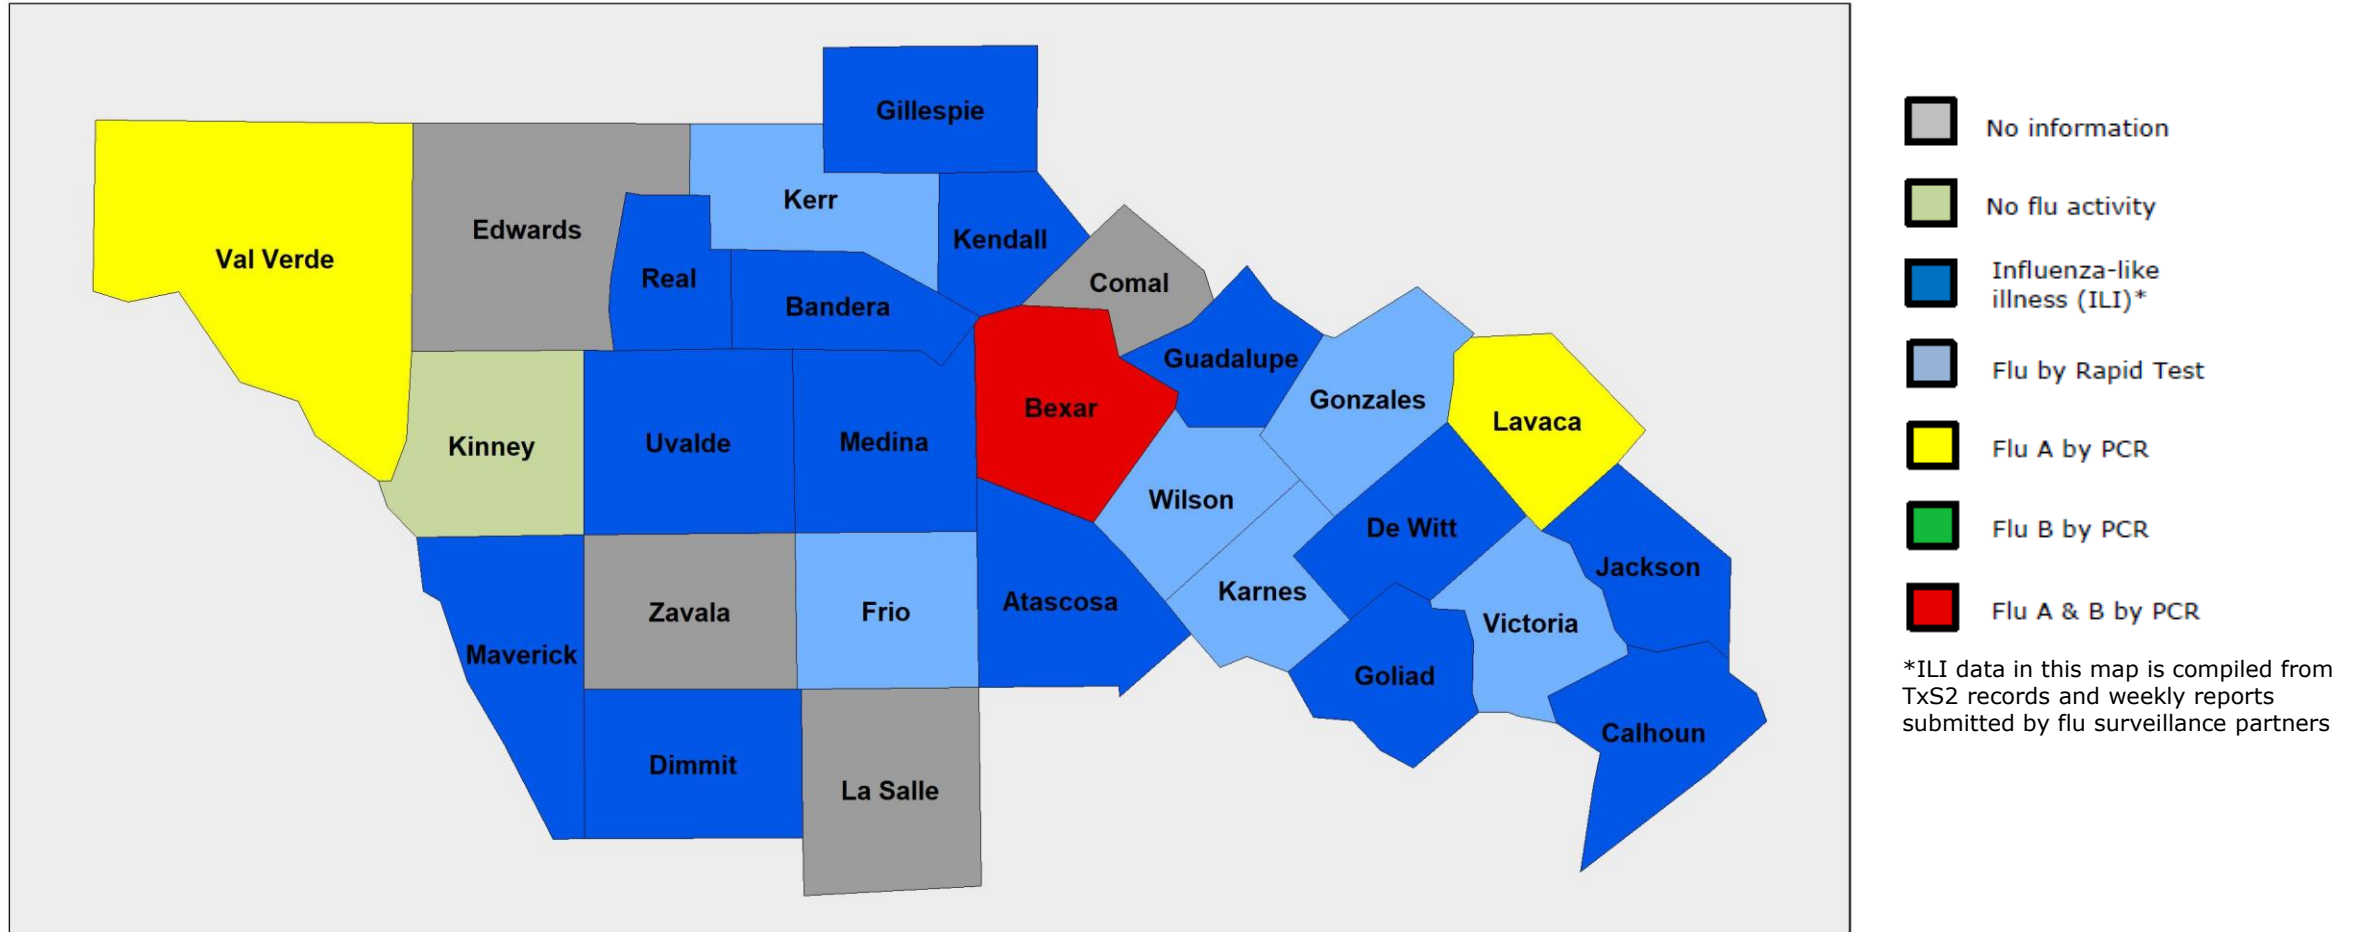 Gillespie
Kerr
Edwards
Kendall
Val Verde
Real
Comal
Bandera
Guadalupe
Gonzales
Bexar
Lavaca
Kinney
Uvalde
Medina
Wilson
De Witt
Jackson
Karnes
Atascosa
Zavala
Frio
Victoria
Maverick
Goliad
Calhoun
Dimmit
La Salle
No information
No flu activity
Influenza-like
illness (ILI)*
Flu by Rapid Test
Flu A by PCR
Flu B by PCR
Flu A & B by PCR
*ILI data in this map is compiled from
TxS2 records and weekly reports
submitted by flu surveillance partners